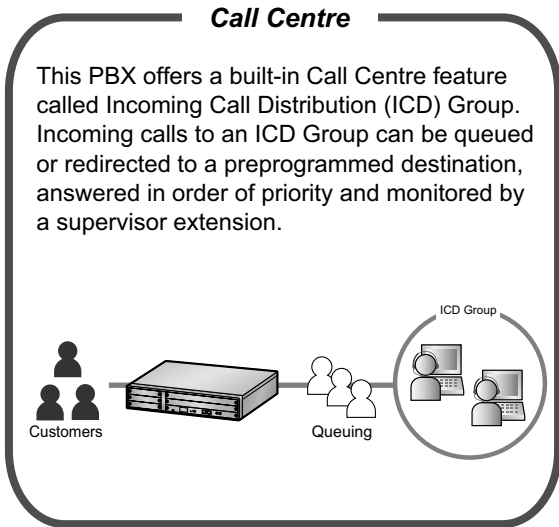 Call Centre
This PBX offers a built-in Call Centre feature
called Incoming Call Distribution (ICD) Group.
Incoming calls to an ICD Group can be queued
or redirected to a preprogrammed destination,
answered in order of priority and monitored by
a supervisor extension.
ICD Group
Customers
Queuing